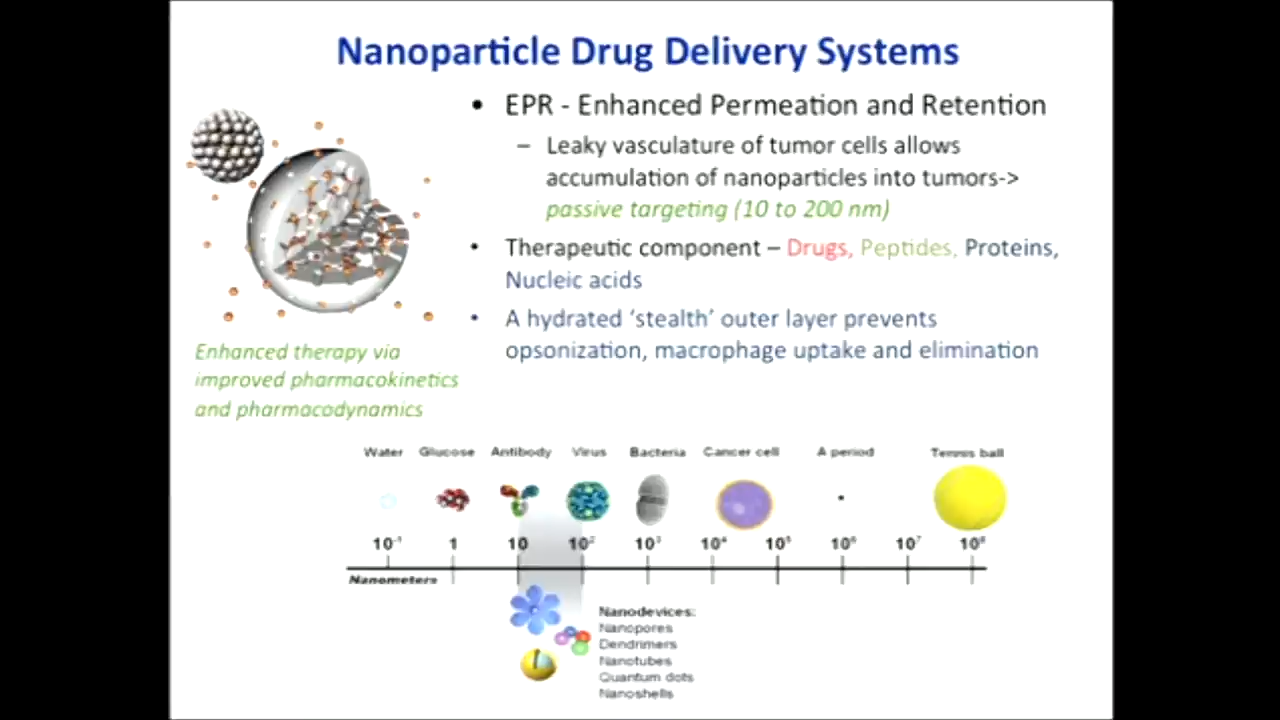 Nanoparticle Drug Delivery Systems
• EPR - Enhanced Permeation and Retention
– Leaky vasculature of tumor cells allows
accumulation of nanoparticles into tumors->
passive targeting (10 to 200 nm)
• Therapeutic component – Drugs, Peptides, Proteins,
Nucleic acids
• A hydrated ‘stealth’ outer layer prevents
opsonization, macrophage uptake and elimination
Enhanced therapy via
improved pharmacokinetics
and pharmacodynamics
Water Glucose Antibody Virus Bacteria Cancer cell A period Tennis ball
10⁻¹ 1 10 10² 10³ 10⁴ 10⁵ 10⁶ 10⁷ 10⁸
Nanometers
Nanodevices:
Nanopores
Dendrimers
Nanotubes
Quantum dots
Nanoshells